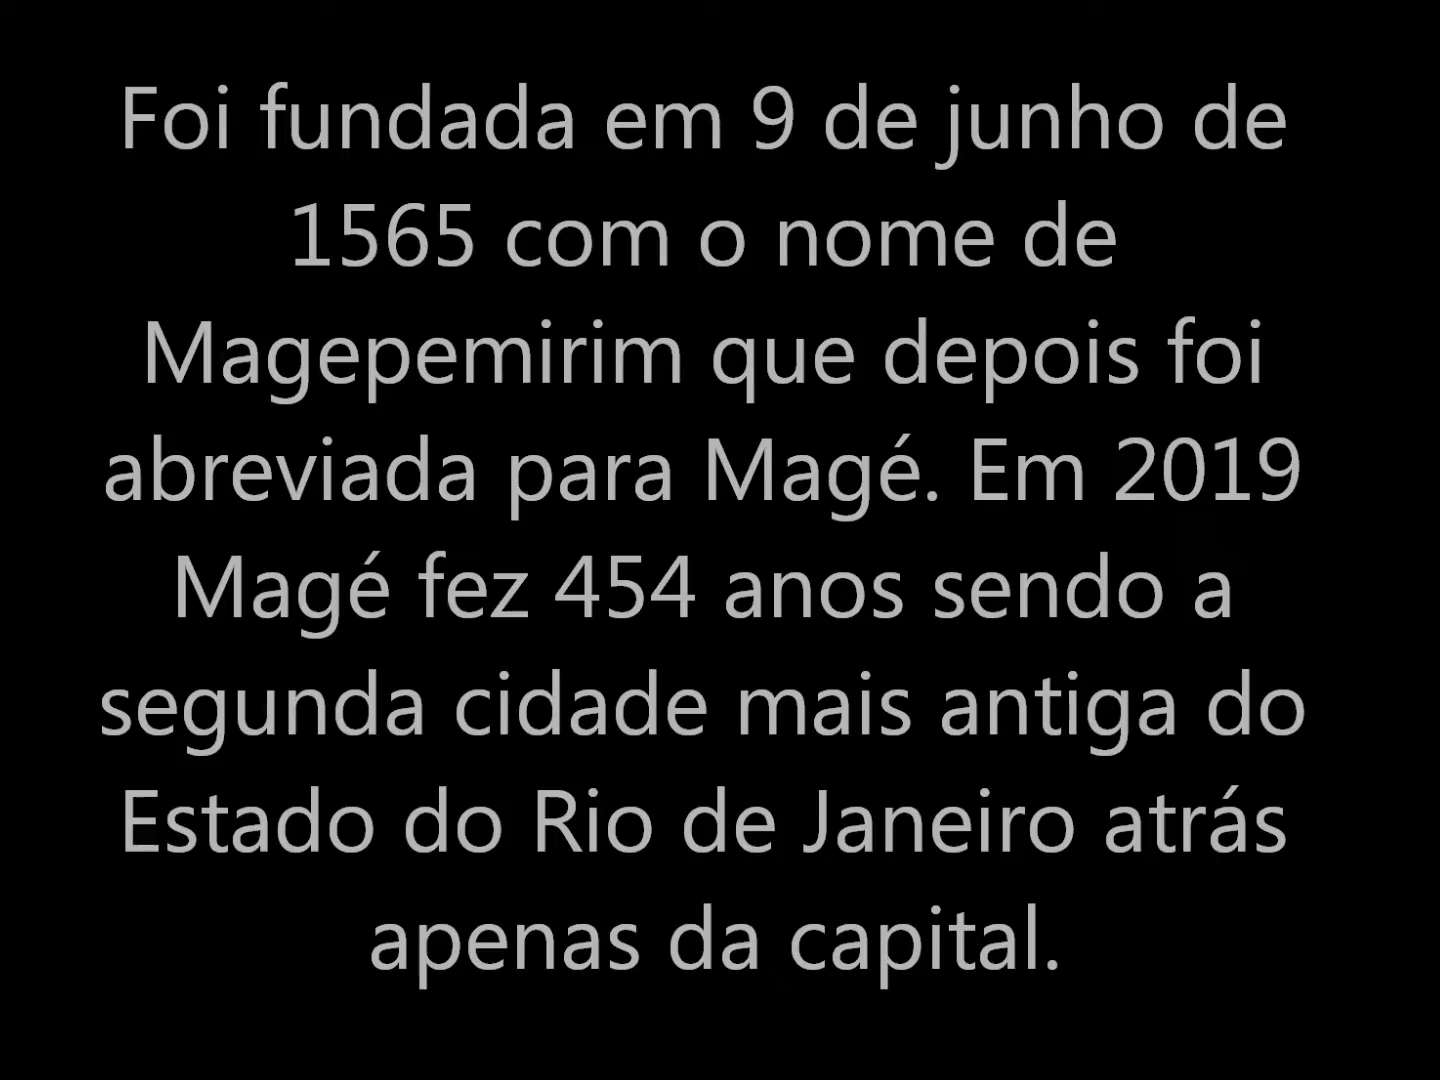 Foi fundada em 9 de junho de
1565 com o nome de
Magepemirim que depois foi
abreviada para Magé. Em 2019
Magé fez 454 anos sendo a
segunda cidade mais antiga do
Estado do Rio de Janeiro atrás
apenas da capital.